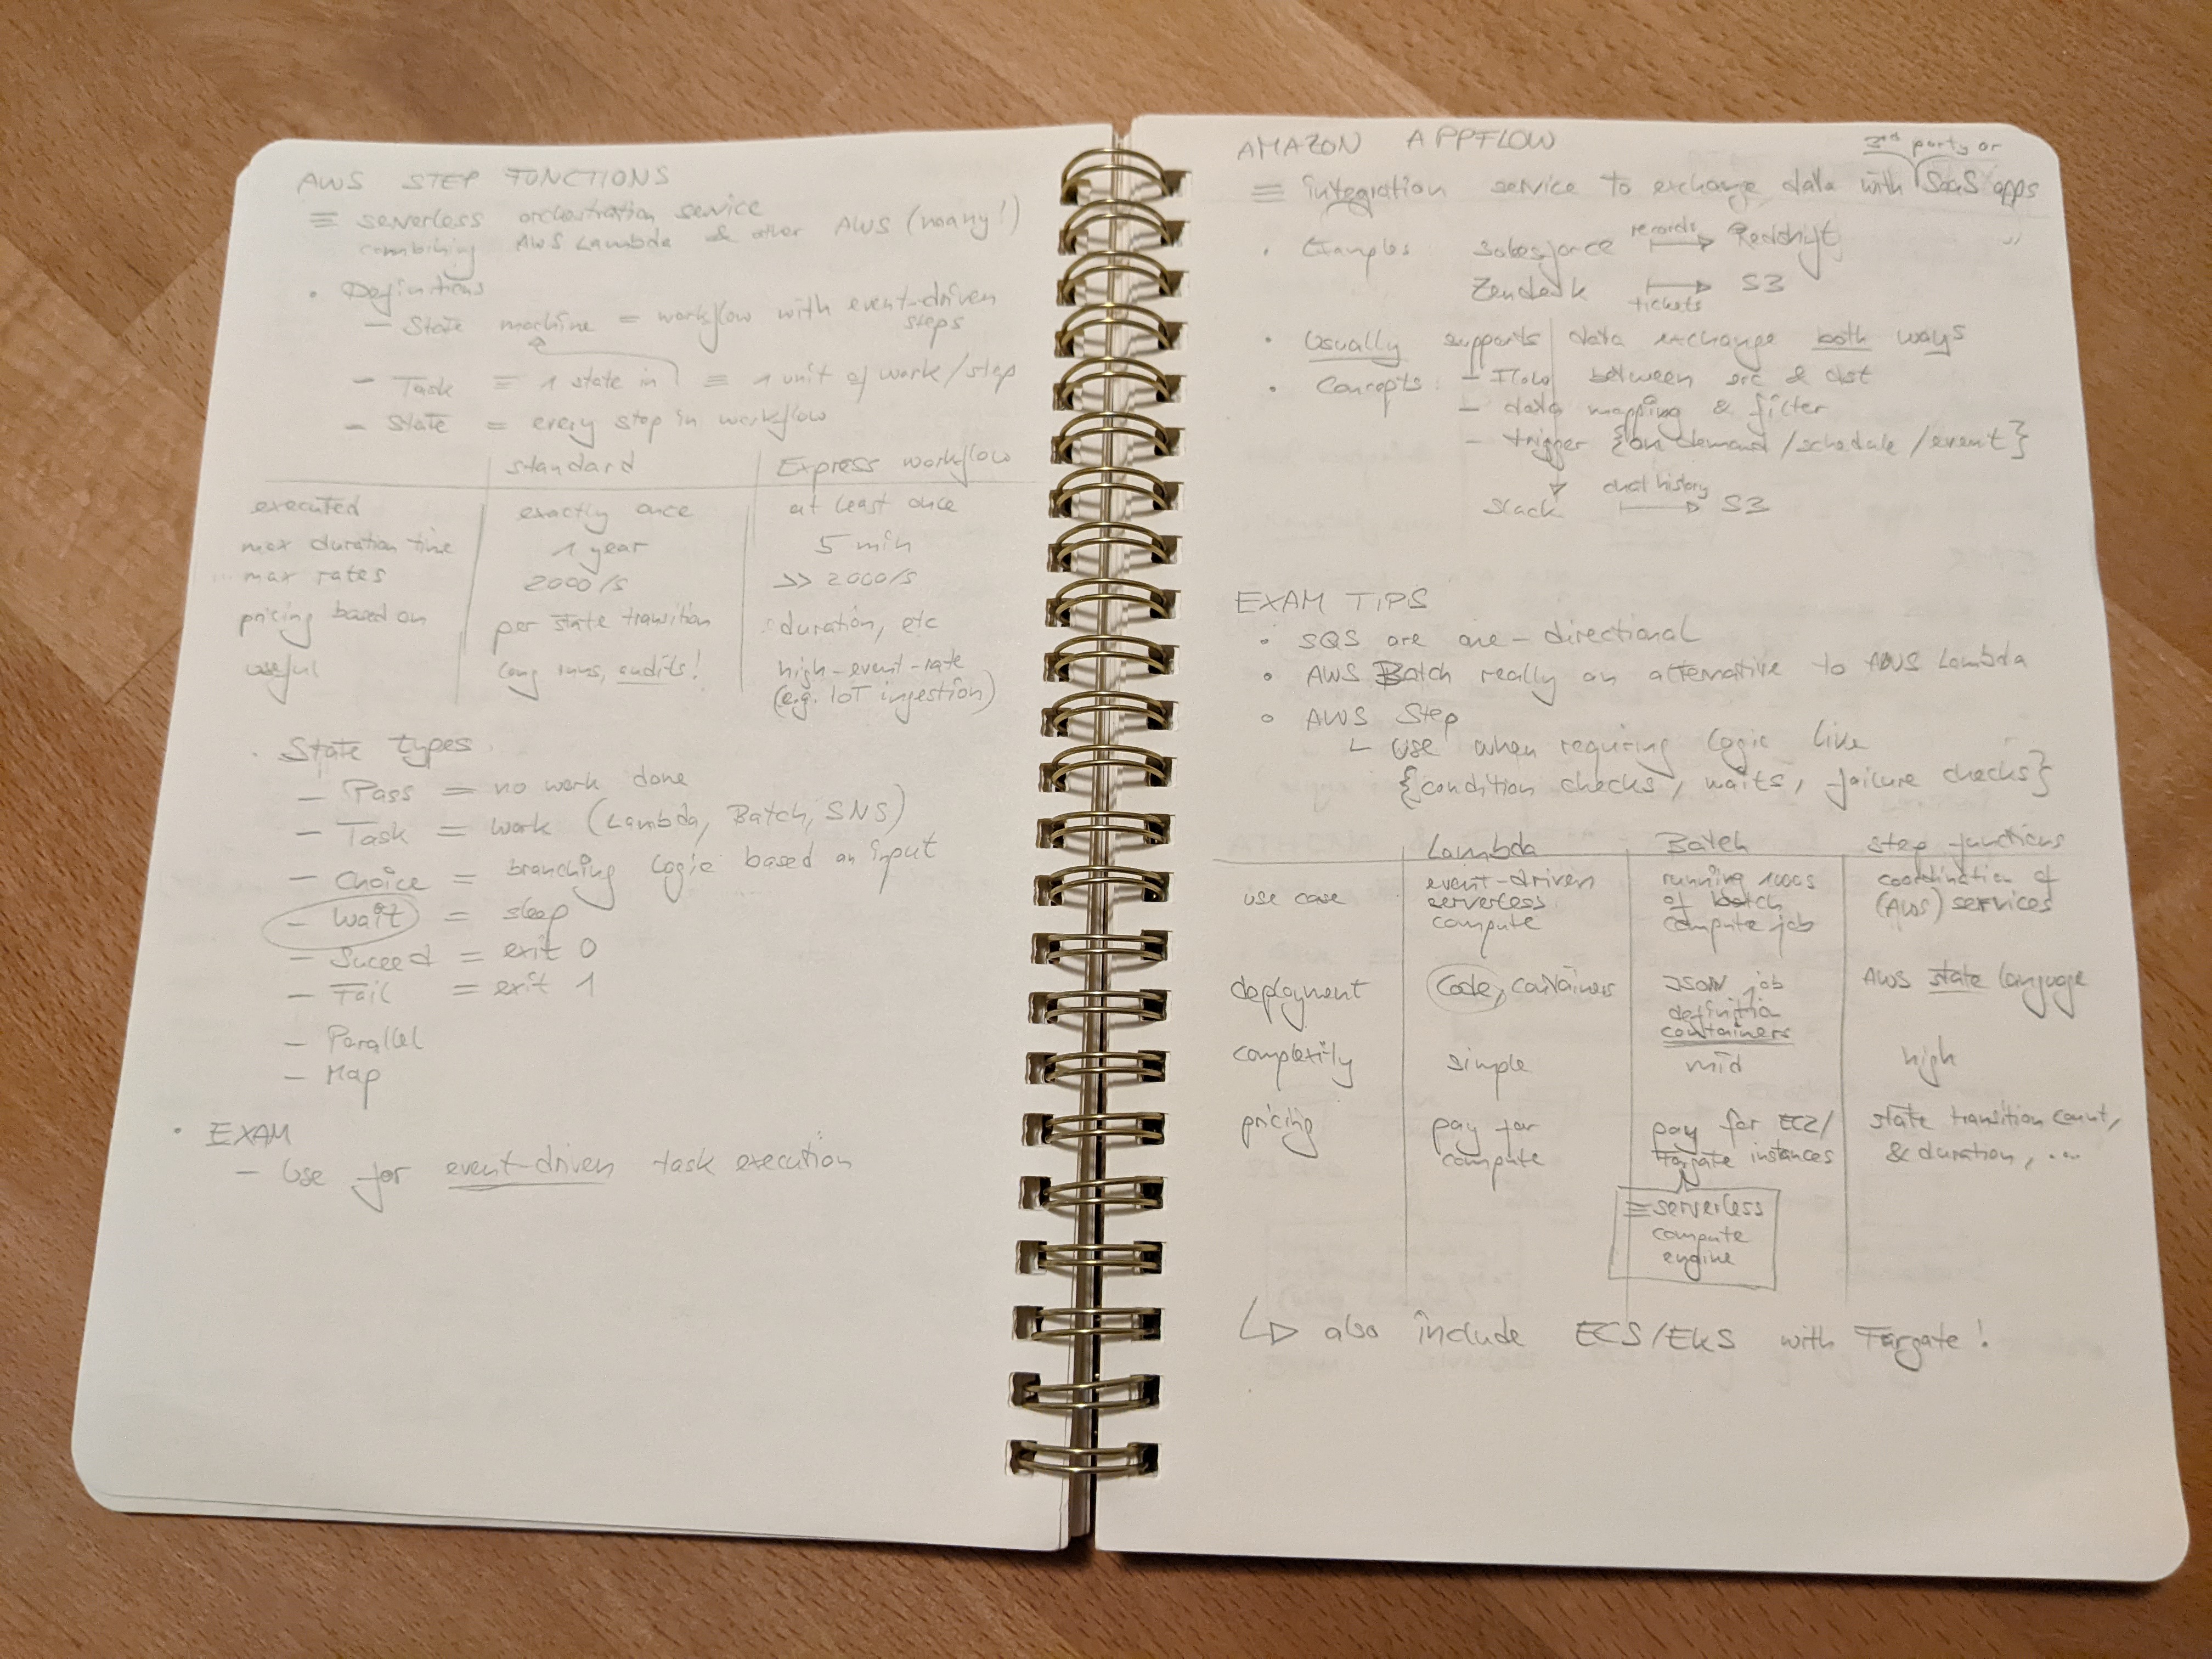 AWS STEP FUNCTIONS
≡ serverless orchestration service
combining AWS Lambda & other AWS (many!)
• Definitions
– State machine = workflow with event-driven
steps
– Task ≡ 1 state in ≡ 1 unit of work/step
– State = every step in workflow
standard Express workflow
executed exactly once at least once
max duration time 1 year 5 min
max rates 2000/s >> 2000/s
pricing based on per state transition duration, etc
useful long runs, audits! high-event-rate
(e.g. IoT ingestion)
• State types
– Pass = no work done
– Task = work (Lambda, Batch, SNS)
– Choice = branching logic based on input
– Wait = sleep
– Suceed = exit 0
– Fail = exit 1
– Parallel
– Map
• EXAM
– Use for event-driven task execution
AMAZON APPFLOW
3rd party or
≡ integration service to exchange data with SaaS apps
• Examples: Salesforce records → Redshift
Zendesk → S3
tickets
• Usually supports data exchange both ways
• Concepts: – Flow between src & dst
– data mapping & filter
– trigger {on demand/schedule/event}
chat history
Slack → S3
EXAM TIPS
• SQS are one-directional
• AWS Batch really an alternative to AWS Lambda
• AWS Step
└ use when requiring logic like
{condition checks, waits, failure checks}
Lambda Batch step functions
use case event-driven serverless compute running 1000s of batch compute job coordination of (AWS) services
deployment Code, containers JSON job definition containers AWS state language
complexity simple mid high
pricing pay for compute pay for EC2/ Fargate instances state transition count, & duration, ...
≡ serverless
compute
engine
↳ also include ECS/EKS with Fargate!